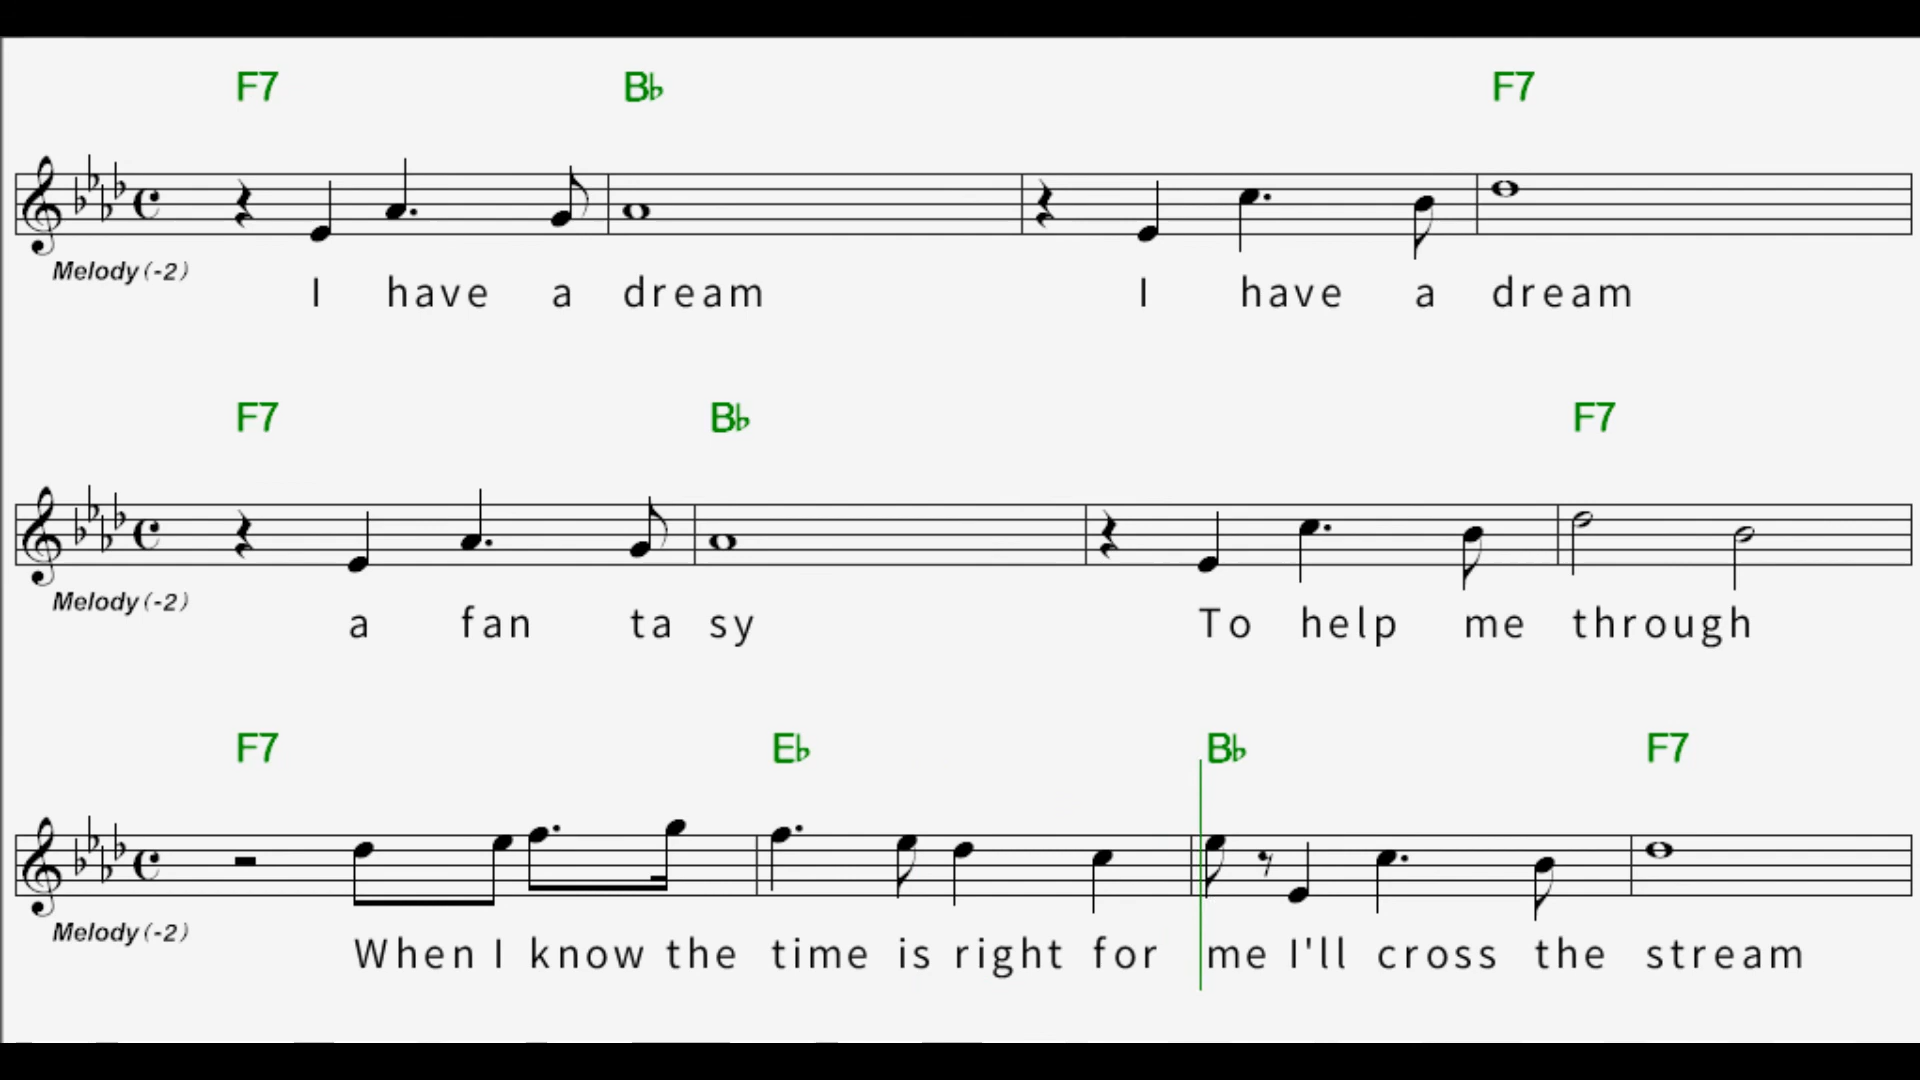 F7 B♭ F7
Melody(-2)
I have a dream I have a dream
F7 B♭ F7
Melody(-2)
a fan ta sy To help me through
F7 E♭ B♭ F7
Melody(-2)
When I know the time is right for me I'll cross the stream